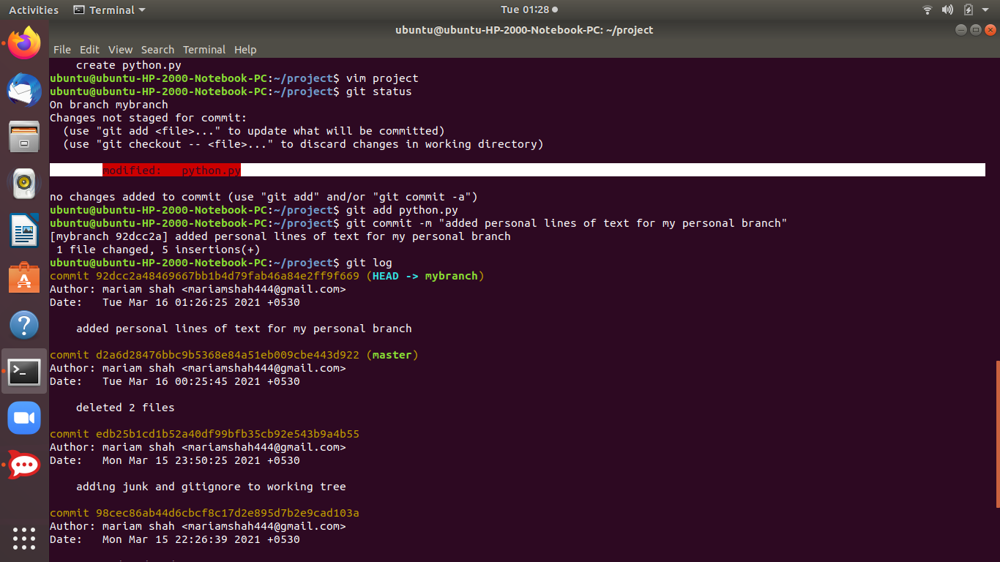 Activities Terminal Tue 01:28
ubuntu@ubuntu-HP-2000-Notebook-PC: ~/project
File Edit View Search Terminal Help
create python.py
ubuntu@ubuntu-HP-2000-Notebook-PC:~/project$ vim project
ubuntu@ubuntu-HP-2000-Notebook-PC:~/project$ git status
On branch mybranch
Changes not staged for commit:
(use "git add <file>..." to update what will be committed)
(use "git checkout -- <file>..." to discard changes in working directory)
modified: python.py
no changes added to commit (use "git add" and/or "git commit -a")
ubuntu@ubuntu-HP-2000-Notebook-PC:~/project$ git add python.py
ubuntu@ubuntu-HP-2000-Notebook-PC:~/project$ git commit -m "added personal lines of text for my personal branch"
[mybranch 92dcc2a] added personal lines of text for my personal branch
1 file changed, 5 insertions(+)
ubuntu@ubuntu-HP-2000-Notebook-PC:~/project$ git log
commit 92dcc2a48469667bb1b4d79fab46a84e2ff9f669 (HEAD -> mybranch)
Author: mariam shah <mariamshah444@gmail.com>
Date: Tue Mar 16 01:26:25 2021 +0530
added personal lines of text for my personal branch
commit d2a6d28476bbc9b5368e84a51eb009cbe443d922 (master)
Author: mariam shah <mariamshah444@gmail.com>
Date: Tue Mar 16 00:25:45 2021 +0530
deleted 2 files
commit edb25b1cd1b52a40df99bfb35cb92e543b9a4b55
Author: mariam shah <mariamshah444@gmail.com>
Date: Mon Mar 15 23:50:25 2021 +0530
adding junk and gitignore to working tree
commit 98cec86ab44d6cbcf8c17d2e895d7b2e9cad103a
Author: mariam shah <mariamshah444@gmail.com>
Date: Mon Mar 15 22:26:39 2021 +0530